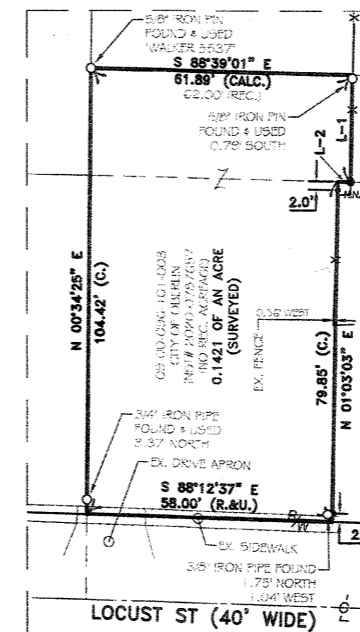 5/8" IRON PIN
FOUND & USED
"WALKER 8637"
S 88°39'01" E
61.89' (CALC.)
62.00' (REC.)
5/8" IRON PIN
FOUND & USED
0.79' SOUTH
L-1
L-2
2.0'
N 00°34'25" E
104.42' (C.)
CITY OF OBERLIN
(NO REC. ACREAGE)
0.1421 OF AN ACRE
(SURVEYED)
EX. FENCE
0.36' WEST
79.85' (C.)
N 01°03'03" E
3/4" IRON PIPE
FOUND & USED
3.37' NORTH
EX. DRIVE APRON
S 88°12'37" E
58.00' (R.&U.)
R/W
EX. SIDEWALK
2
3/8" IRON PIPE FOUND
1.75' NORTH
1.04' WEST
LOCUST ST (40' WIDE)